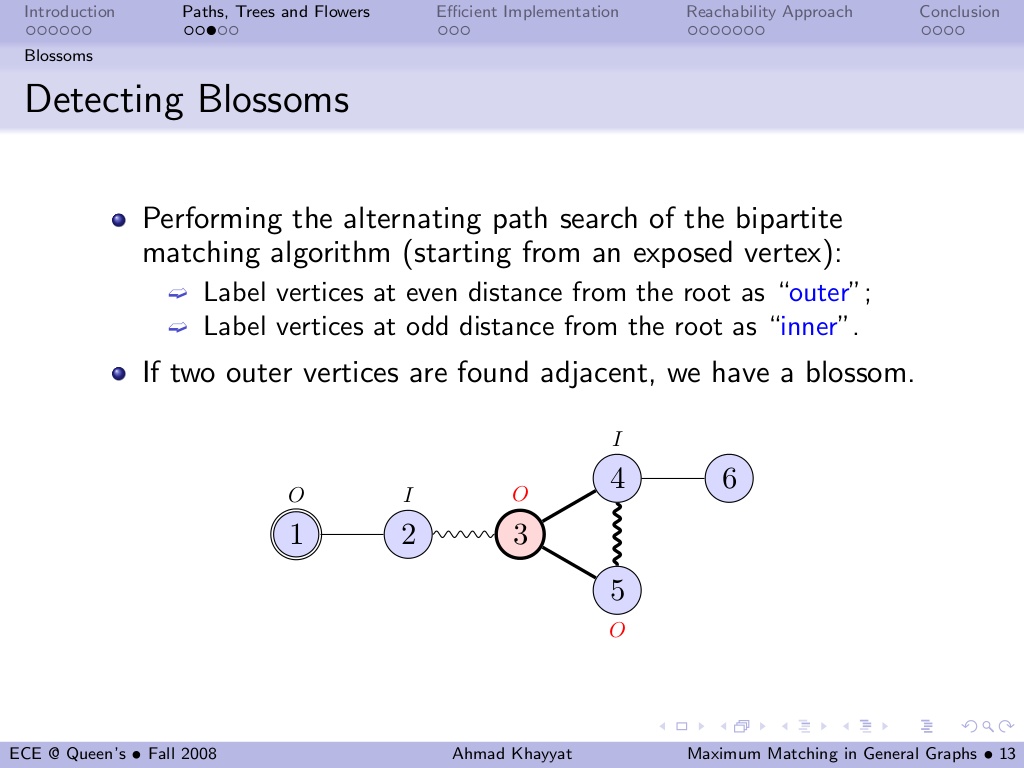 Introduction Paths, Trees and Flowers Efficient Implementation Reachability Approach Conclusion
Blossoms
Detecting Blossoms
Performing the alternating path search of the bipartite
matching algorithm (starting from an exposed vertex):
Label vertices at even distance from the root as “outer”;
Label vertices at odd distance from the root as “inner”.
If two outer vertices are found adjacent, we have a blossom.
I
4 6
O I O
1 2 3
5
O
ECE @ Queen's • Fall 2008 Ahmad Khayyat Maximum Matching in General Graphs • 13